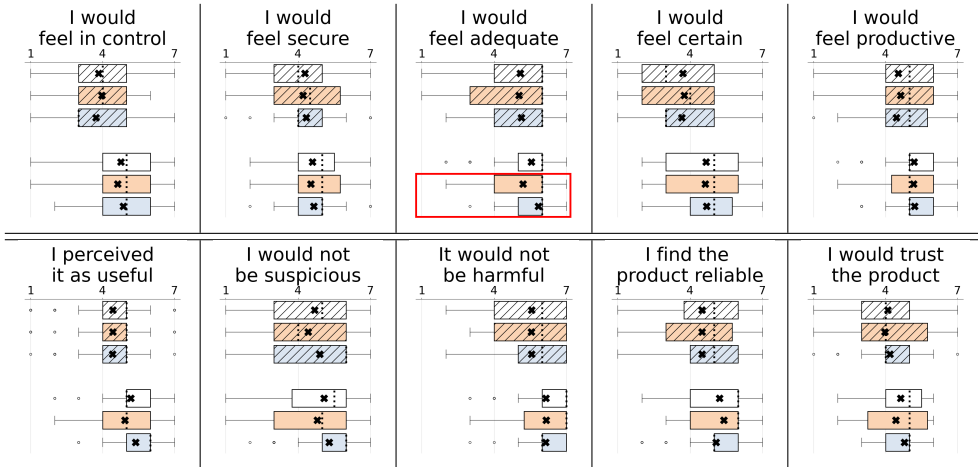 I would
feel in control
1 4 7
I would
feel secure
1 4 7
I would
feel adequate
1 4 7
I would
feel certain
1 4 7
I would
feel productive
1 4 7
I perceived
it as useful
1 4 7
I would not
be suspicious
1 4 7
It would not
be harmful
1 4 7
I find the
product reliable
1 4 7
I would trust
the product
1 4 7